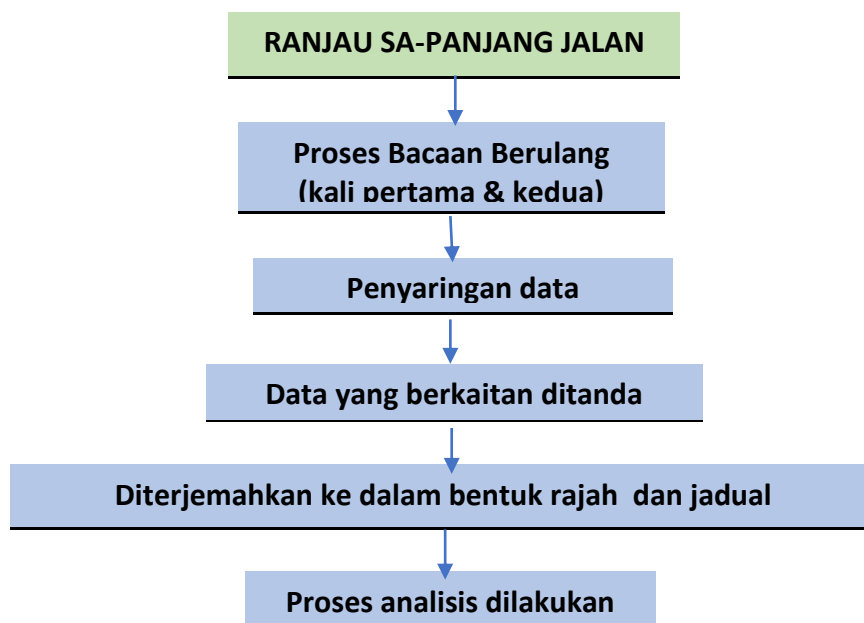 RANJAU SA-PANJANG JALAN
Proses Bacaan Berulang
(kali pertama & kedua)
Penyaringan data
Data yang berkaitan ditanda
Diterjemahkan ke dalam bentuk rajah dan jadual
Proses analisis dilakukan